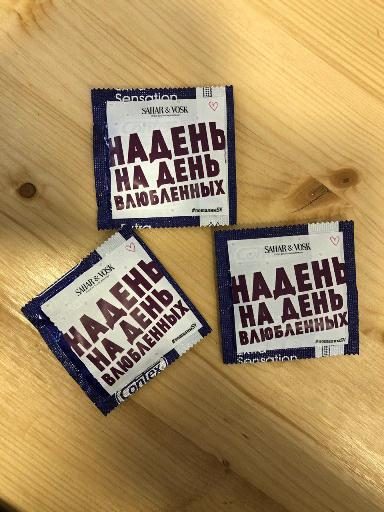 Sensation
SAHAR & VOSK
НАДЕНЬ
НА ДЕНЬ
ВЛЮБЛЕННЫХ
SAHAR & VOSK
НАДЕНЬ
НА ДЕНЬ
ВЛЮБЛЕННЫХ
Contex
SAHAR & VOSK
НАДЕНЬ
НА ДЕНЬ
ВЛЮБЛЕННЫХ
Extra
Sensation